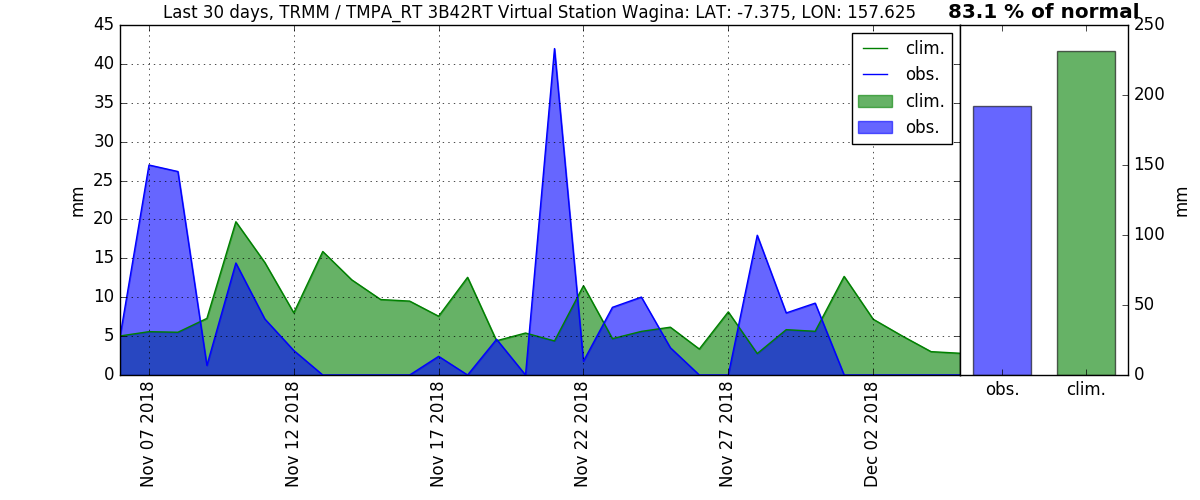 Last 30 days, TRMM / TMPA_RT 3B42RT Virtual Station Wagina: LAT: -7.375, LON: 157.625
83.1 % of normal
45
40
35
30
25
20
15
10
5
0
mm
clim.
obs.
clim.
obs.
Nov 07 2018
Nov 12 2018
Nov 17 2018
Nov 22 2018
Nov 27 2018
Dec 02 2018
250
200
150
100
50
0
mm
obs.
clim.